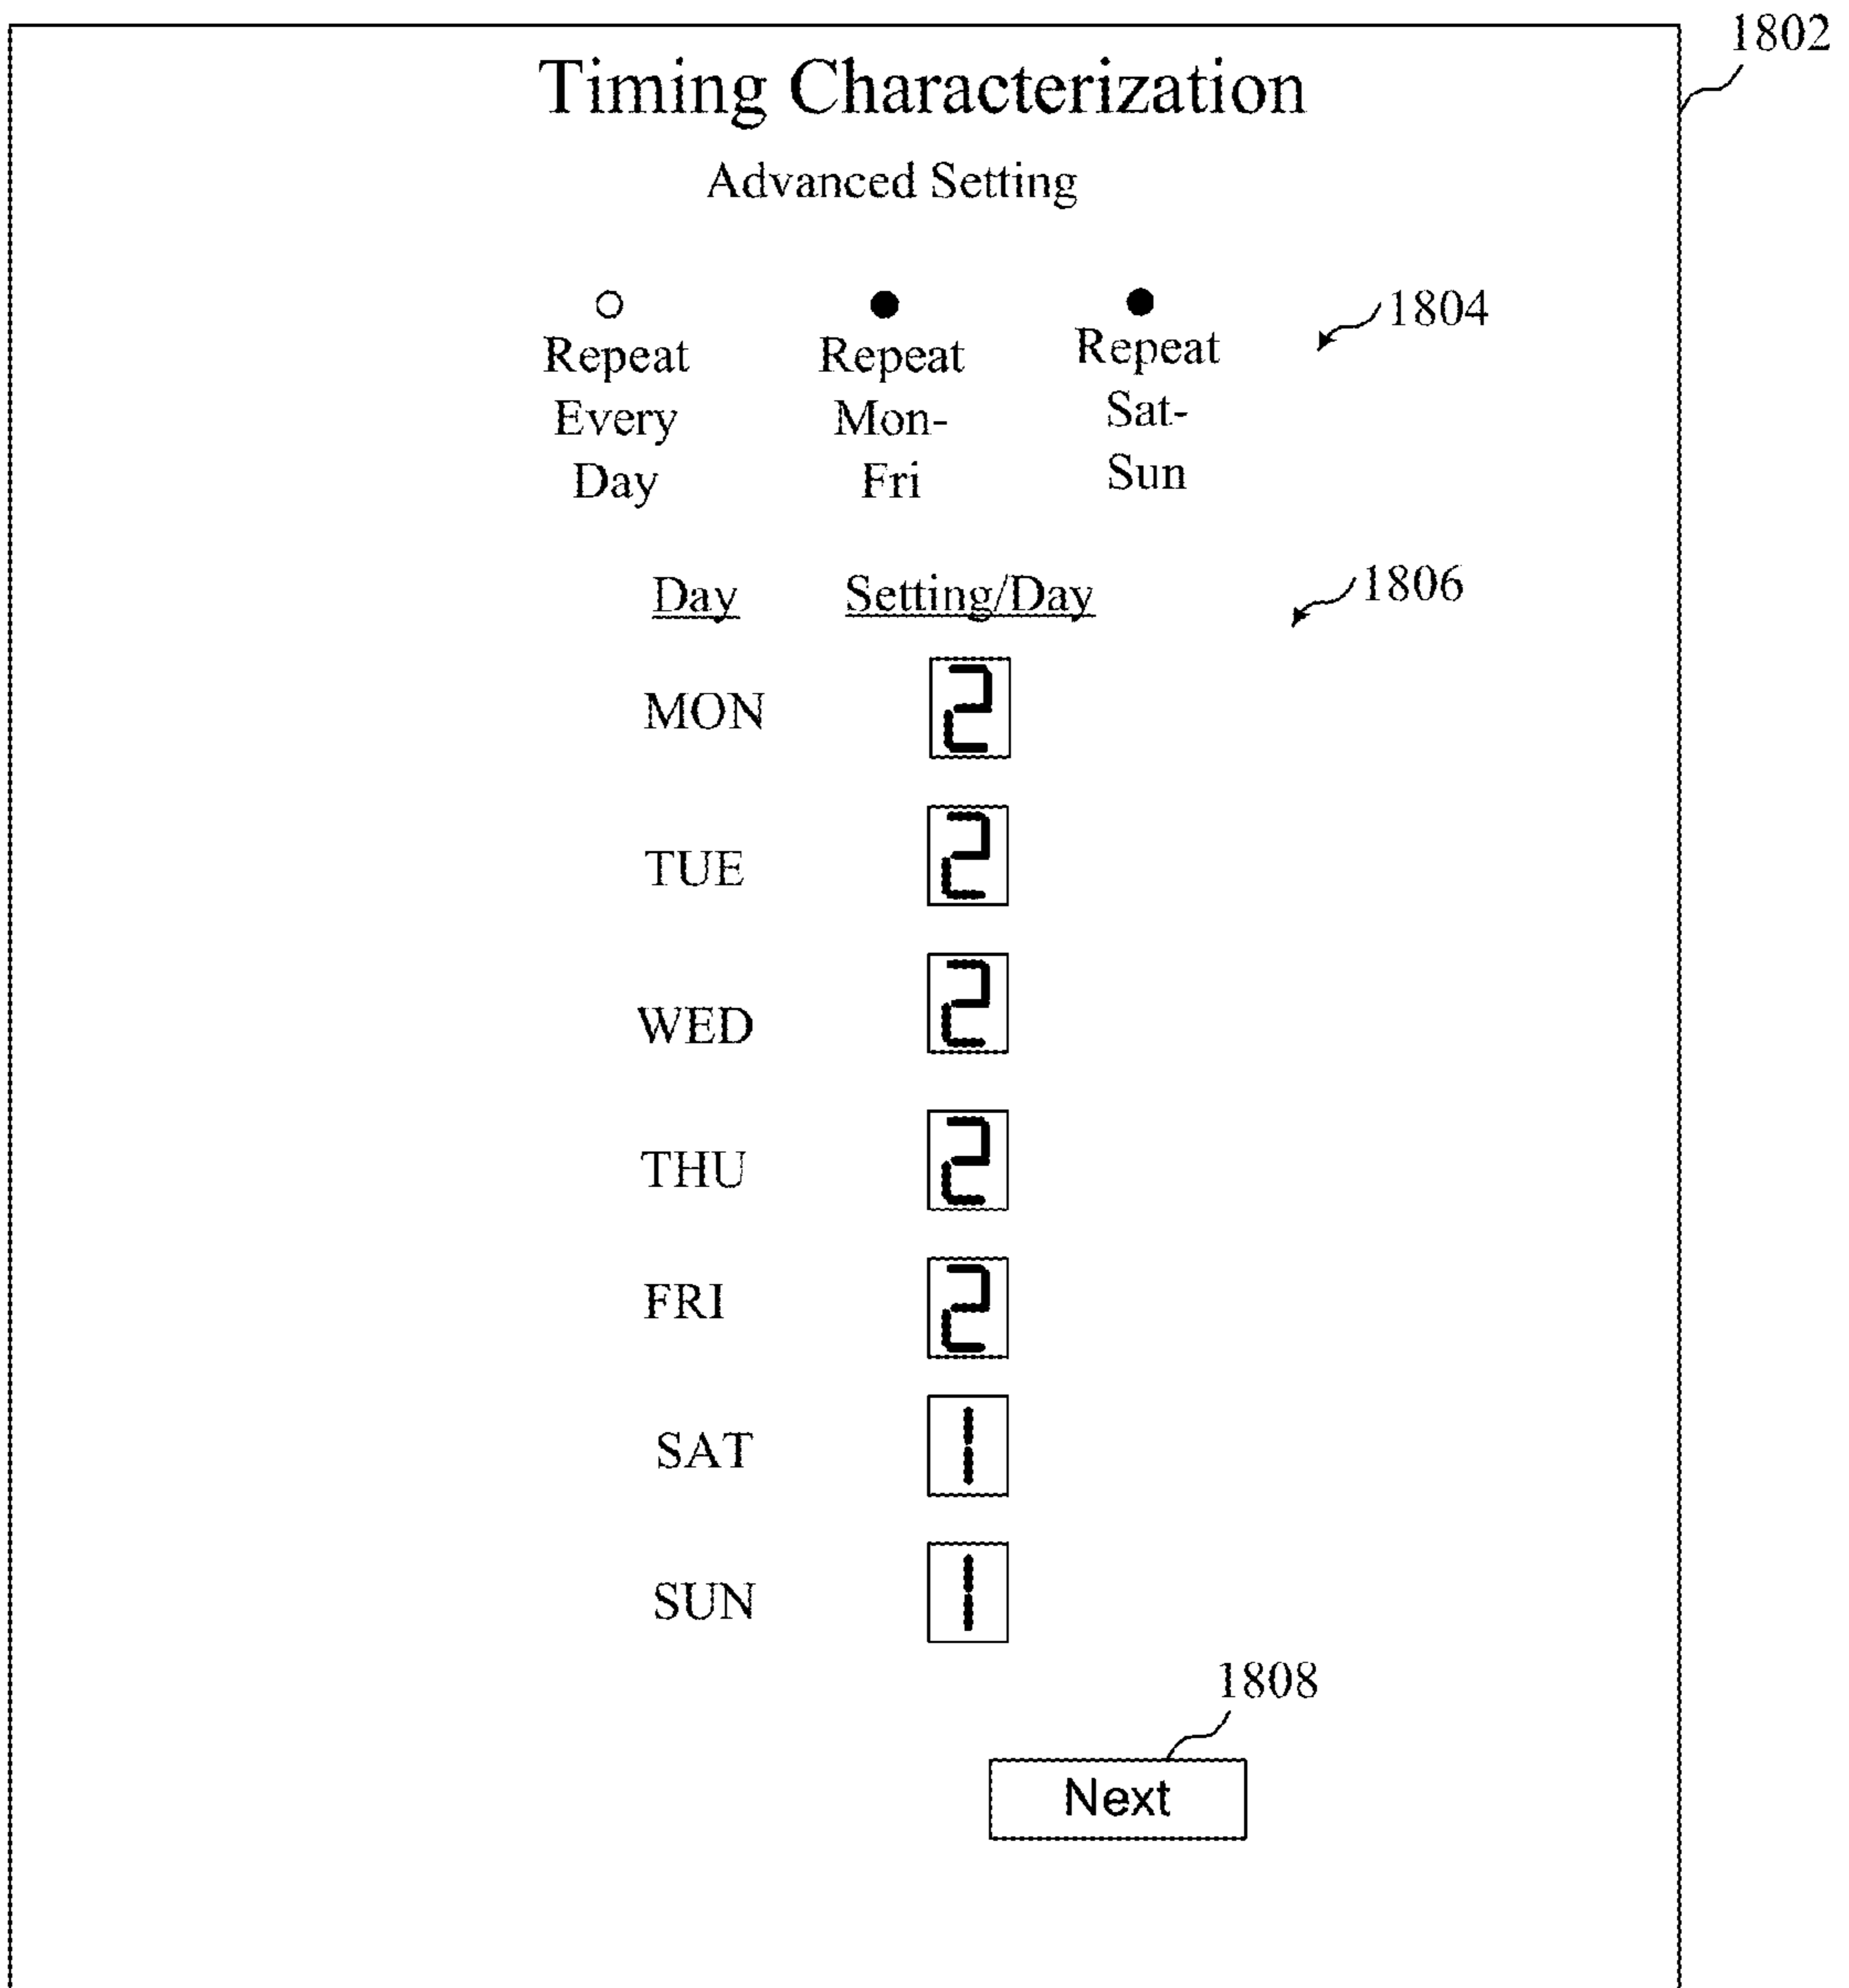 1802
Timing Characterization
Advanced Setting
1804
Repeat Repeat Repeat
Every Mon- Sat-
Day Fri Sun
Day Setting/Day 1806
MON 2
TUE 2
WED 2
THU 2
FRI 2
SAT 1
SUN 1
1808
Next